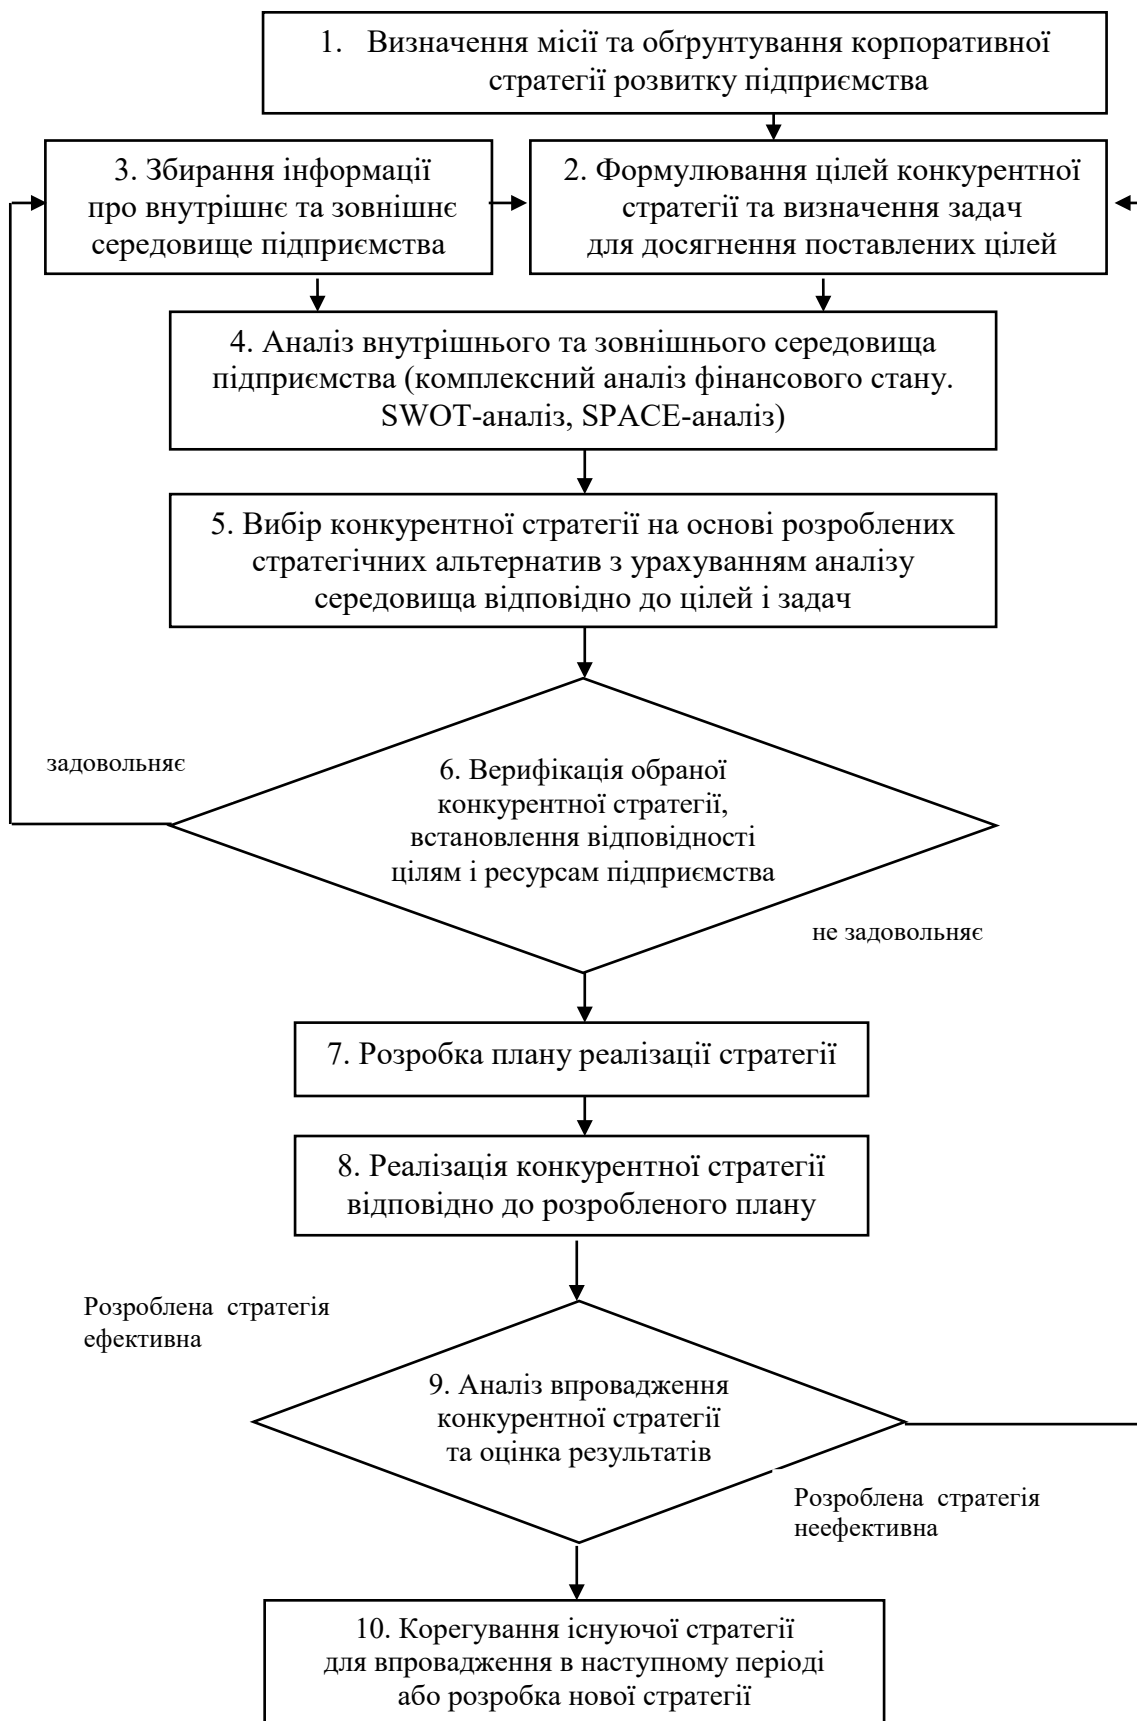 1. Визначення місії та обґрунтування корпоративної
стратегії розвитку підприємства
3. Збирання інформації
про внутрішнє та зовнішнє
середовище підприємства
2. Формулювання цілей конкурентної
стратегії та визначення задач
для досягнення поставлених цілей
4. Аналіз внутрішнього та зовнішнього середовища
підприємства (комплексний аналіз фінансового стану.
SWOT-аналіз, SPACE-аналіз)
5. Вибір конкурентної стратегії на основі розроблених
стратегічних альтернатив з урахуванням аналізу
середовища відповідно до цілей і задач
задовольняє
6. Верифікація обраної
конкурентної стратегії,
встановлення відповідності
цілям і ресурсам підприємства
не задовольняє
7. Розробка плану реалізації стратегії
8. Реалізація конкурентної стратегії
відповідно до розробленого плану
Розроблена стратегія
ефективна
9. Аналіз впровадження
конкурентної стратегії
та оцінка результатів
Розроблена стратегія
неефективна
10. Корегування існуючої стратегії
для впровадження в наступному періоді
або розробка нової стратегії